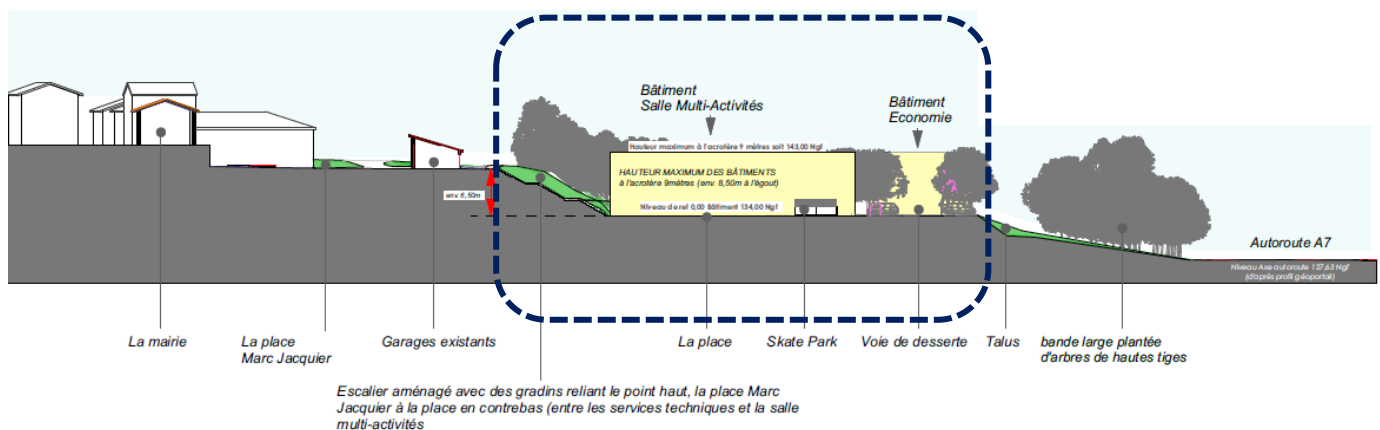 Bâtiment
Salle Multi-Activités
Bâtiment
Economie
Hauteur maximum à l'acrotère 9 mètres soit 143,00 Ngf
HAUTEUR MAXIMUM DES BÂTIMENTS
à l'acrotère 9mètres (env. 8,50m à l'égout)
env. 6,50m
Niveau de ref 0,00 Bâtiment 134,00 Ngf
Autoroute A7
Niveau Axe autoroute 127,63 Ngf
(d'après profil géoportail)
La mairie
La place
Marc Jacquier
Garages existants
La place
Skate Park
Voie de desserte
Talus
bande large plantée
d'arbres de hautes tiges
Escalier aménagé avec des gradins reliant le point haut, la place Marc
Jacquier à la place en contrebas (entre les services techniques et la salle
multi-activités